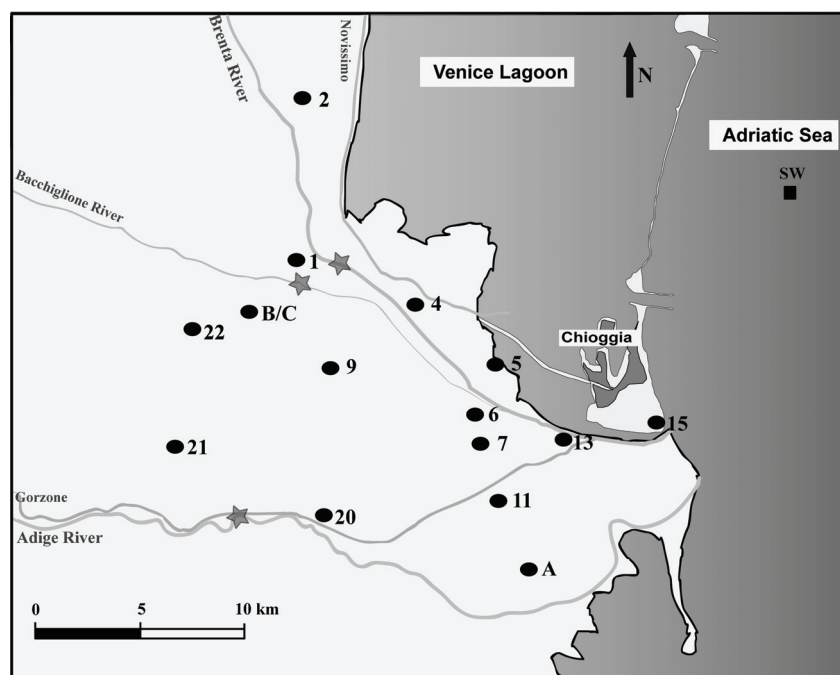 Brenta River
Novissimo
Venice Lagoon
N
Adriatic Sea
SW
2
Bacchiglione River
1
4
B/C
22
Chioggia
5
9
6
15
7
13
21
11
Gorzone
20
Adige River
A
0 5 10 km